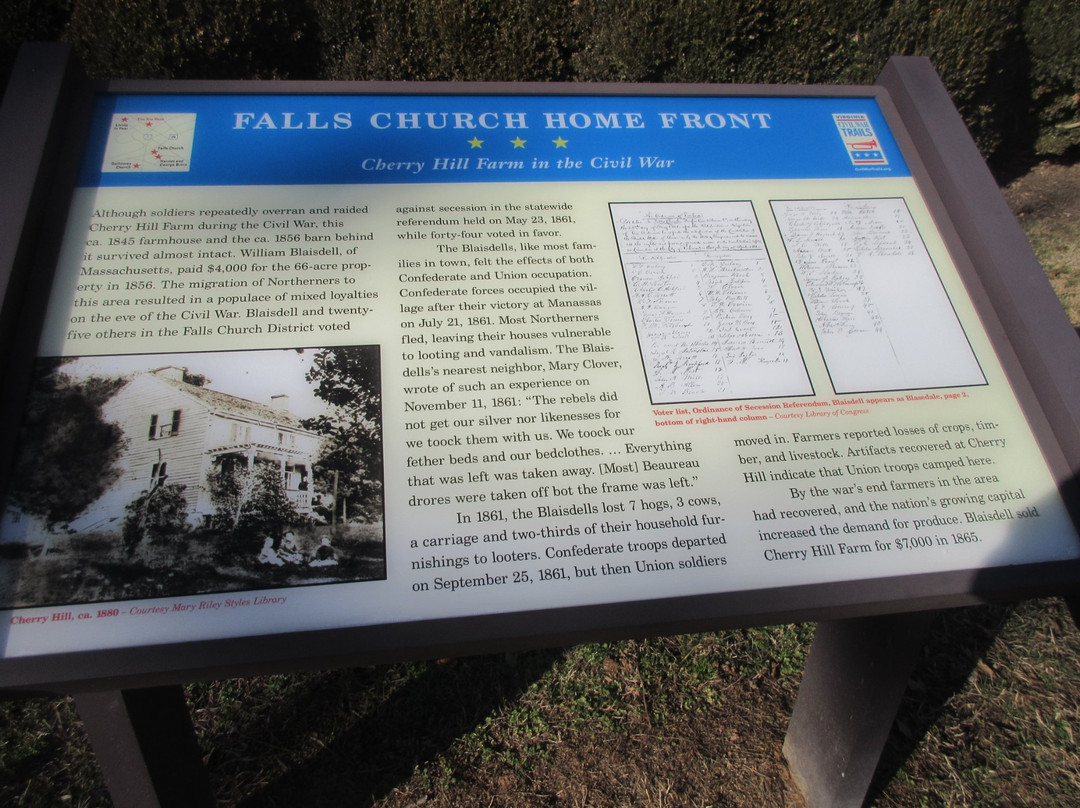 FALLS CHURCH HOME FRONT
Cherry Hill Farm in the Civil War
VIRGINIA
CIVIL WAR
TRAILS
Although soldiers repeatedly overran and raided
Cherry Hill Farm during the Civil War, this
ca. 1845 farmhouse and the ca. 1856 barn behind
it survived almost intact. William Blaisdell, of
Massachusetts, paid $4,000 for the 66-acre prop-
erty in 1856. The migration of Northerners to
this area resulted in a populace of mixed loyalties
on the eve of the Civil War. Blaisdell and twenty-
five others in the Falls Church District voted
Cherry Hill, ca. 1880 – Courtesy Mary Riley Styles Library
against secession in the statewide
referendum held on May 23, 1861,
while forty-four voted in favor.
The Blaisdells, like most fam-
ilies in town, felt the effects of both
Confederate and Union occupation.
Confederate forces occupied the vil-
lage after their victory at Manassas
on July 21, 1861. Most Northerners
fled, leaving their houses vulnerable
to looting and vandalism. The Blais-
dells's nearest neighbor, Mary Clover,
wrote of such an experience on
November 11, 1861: “The rebels did
not get our silver nor likenesses for
we toock them with us. We toock our
fether beds and our bedclothes. … Everything
that was left was taken away. [Most] Beaureau
drores were taken off bot the frame was left.”
In 1861, the Blaisdells lost 7 hogs, 3 cows,
a carriage and two-thirds of their household fur-
nishings to looters. Confederate troops departed
on September 25, 1861, but then Union soldiers
Voter list, Ordinance of Secession Referendum, Blaisdell appears as Blasedale, page 2,
bottom of right-hand column – Courtesy Library of Congress
moved in. Farmers reported losses of crops, tim-
ber, and livestock. Artifacts recovered at Cherry
Hill indicate that Union troops camped here.
By the war's end farmers in the area
had recovered, and the nation's growing capital
increased the demand for produce. Blaisdell sold
Cherry Hill Farm for $7,000 in 1865.